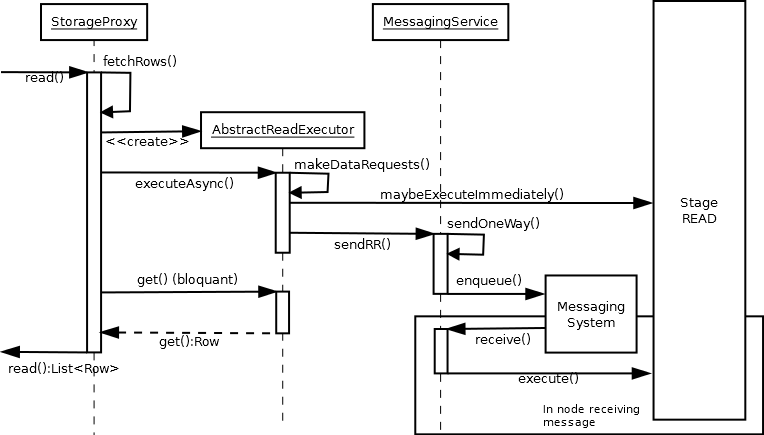 StorageProxy
MessagingService
fetchRows()
read()
AbstractReadExecutor
<<create>>
makeDataRequests()
executeAsync()
maybeExecuteImmediately()
Stage
READ
sendOneWay()
sendRR()
get() (bloquant)
enqueue()
Messaging
System
receive()
get():Row
read():List<Row>
execute()
In node receiving
message